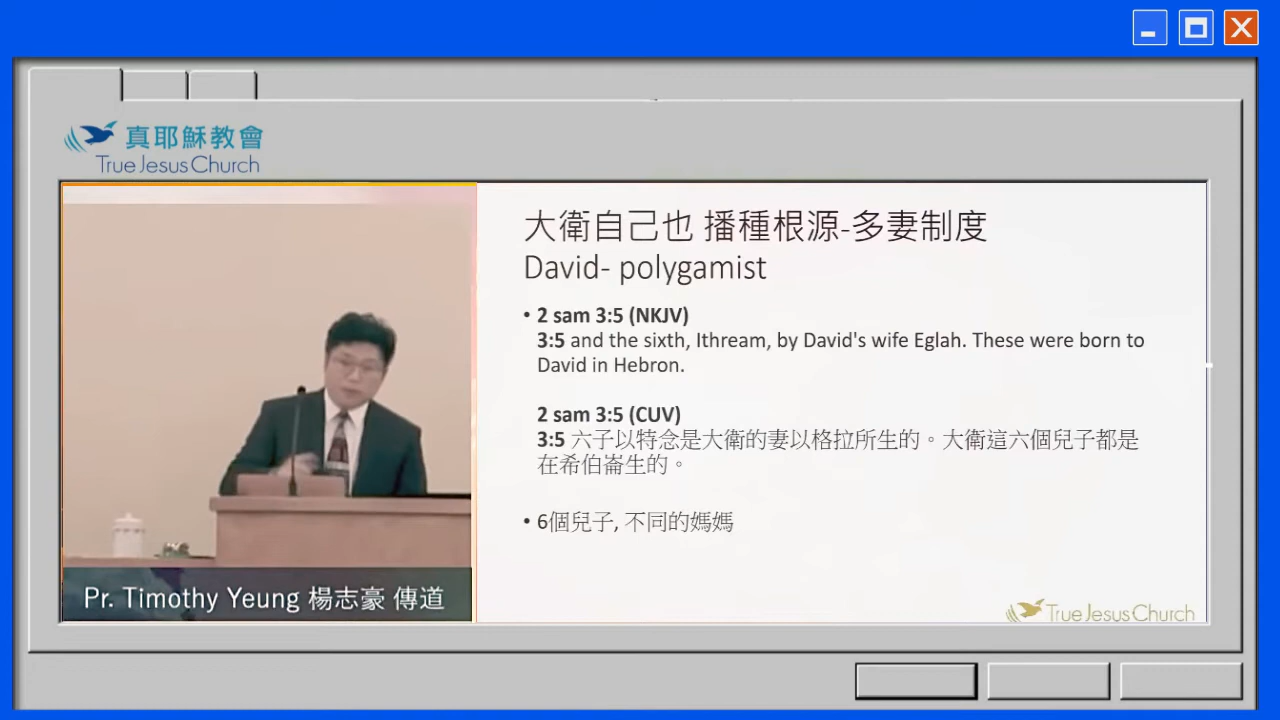 真耶穌教會
True Jesus Church
大衛自己也 播種根源-多妻制度
David- polygamist
• 2 sam 3:5 (NKJV)
3:5 and the sixth, Ithream, by David's wife Eglah. These were born to
David in Hebron.
2 sam 3:5 (CUV)
3:5 六子以特念是大衛的妻以格拉所生的。大衛這六個兒子都是
在希伯崙生的。
• 6個兒子, 不同的媽媽
Pr. Timothy Yeung 楊志豪 傳道
True Jesus Church